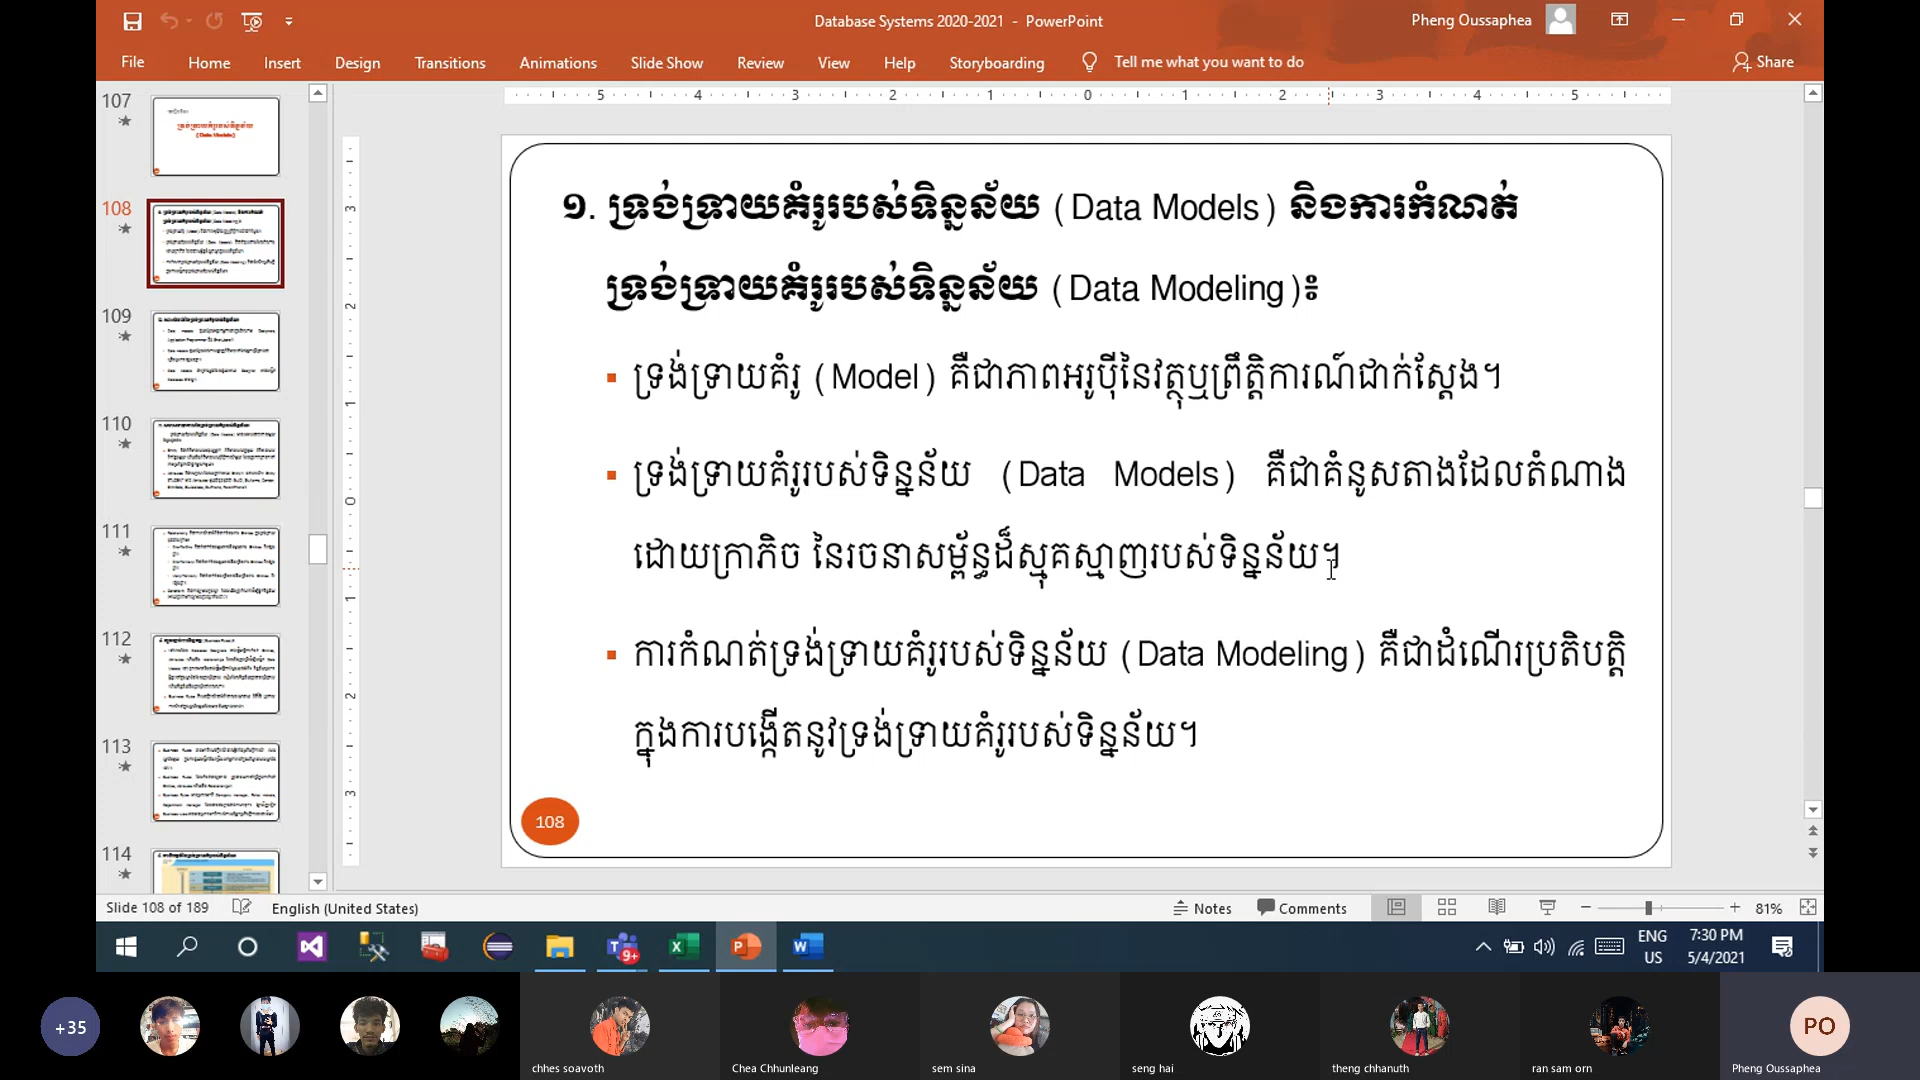 Database Systems 2020-2021 - PowerPoint
Pheng Oussaphea
File Home Insert Design Transitions Animations Slide Show Review View Help Storyboarding Tell me what you want to do Share
107
108
109
110
111
112
113
114
១. ទ្រង់ទ្រាយគំរូរបស់ទិន្នន័យ (Data Models) និងការកំណត់
ទ្រង់ទ្រាយគំរូរបស់ទិន្នន័យ (Data Modeling)៖
ទ្រង់ទ្រាយគំរូ (Model) គឺជាភាពអរូបីនៃវត្ថុឬព្រឹត្តិការណ៍ជាក់ស្តែង។
ទ្រង់ទ្រាយគំរូរបស់ទិន្នន័យ (Data Models) គឺជាគំនូសតាងដែលតំណាង
ដោយក្រាភិច នៃរចនាសម្ព័ន្ធដ៏ស្មុគស្មាញរបស់ទិន្នន័យ។
ការកំណត់ទ្រង់ទ្រាយគំរូរបស់ទិន្នន័យ (Data Modeling) គឺជាដំណើរប្រតិបត្តិ
ក្នុងការបង្កើតនូវទ្រង់ទ្រាយគំរូរបស់ទិន្នន័យ។
108
Slide 108 of 189 English (United States) Notes Comments 81%
ENG 7:30 PM
US 5/4/2021
+35
PO
chhes soavoth Chea Chhunleang sem sina seng hai theng chhanuth ran sam orn Pheng Oussaphea